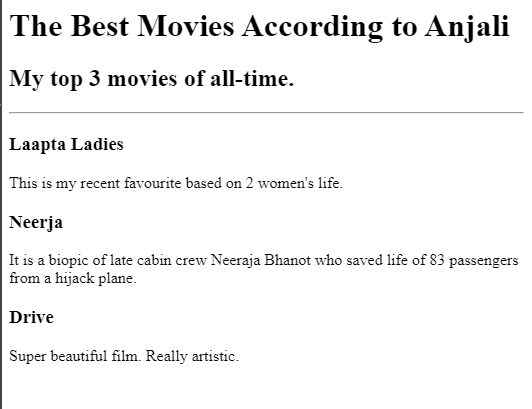 The Best Movies According to Anjali
My top 3 movies of all-time.
Laapta Ladies
This is my recent favourite based on 2 women's life.
Neerja
It is a biopic of late cabin crew Neeraja Bhanot who saved life of 83 passengers
from a hijack plane.
Drive
Super beautiful film. Really artistic.